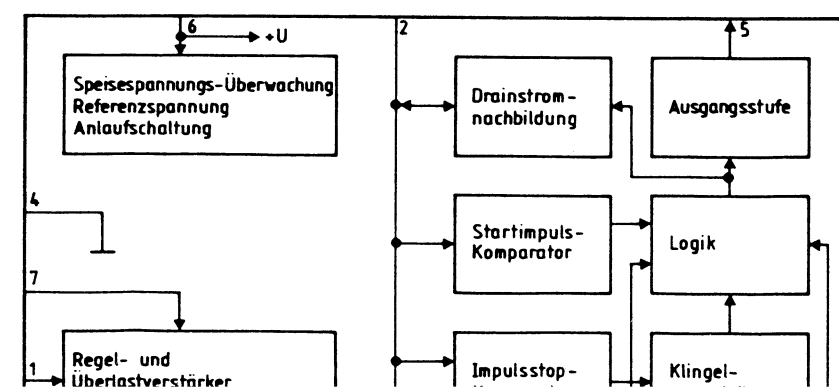 6
+U
2
5
Speisespannungs-Überwachung
Referenzspannung
Anlaufschaltung
Drainstrom-
nachbildung
Ausgangsstufe
4
Startimpuls-
Komparator
Logik
7
1
Regel- und
Überlastverstärker
Impulsstop-
Klingel-